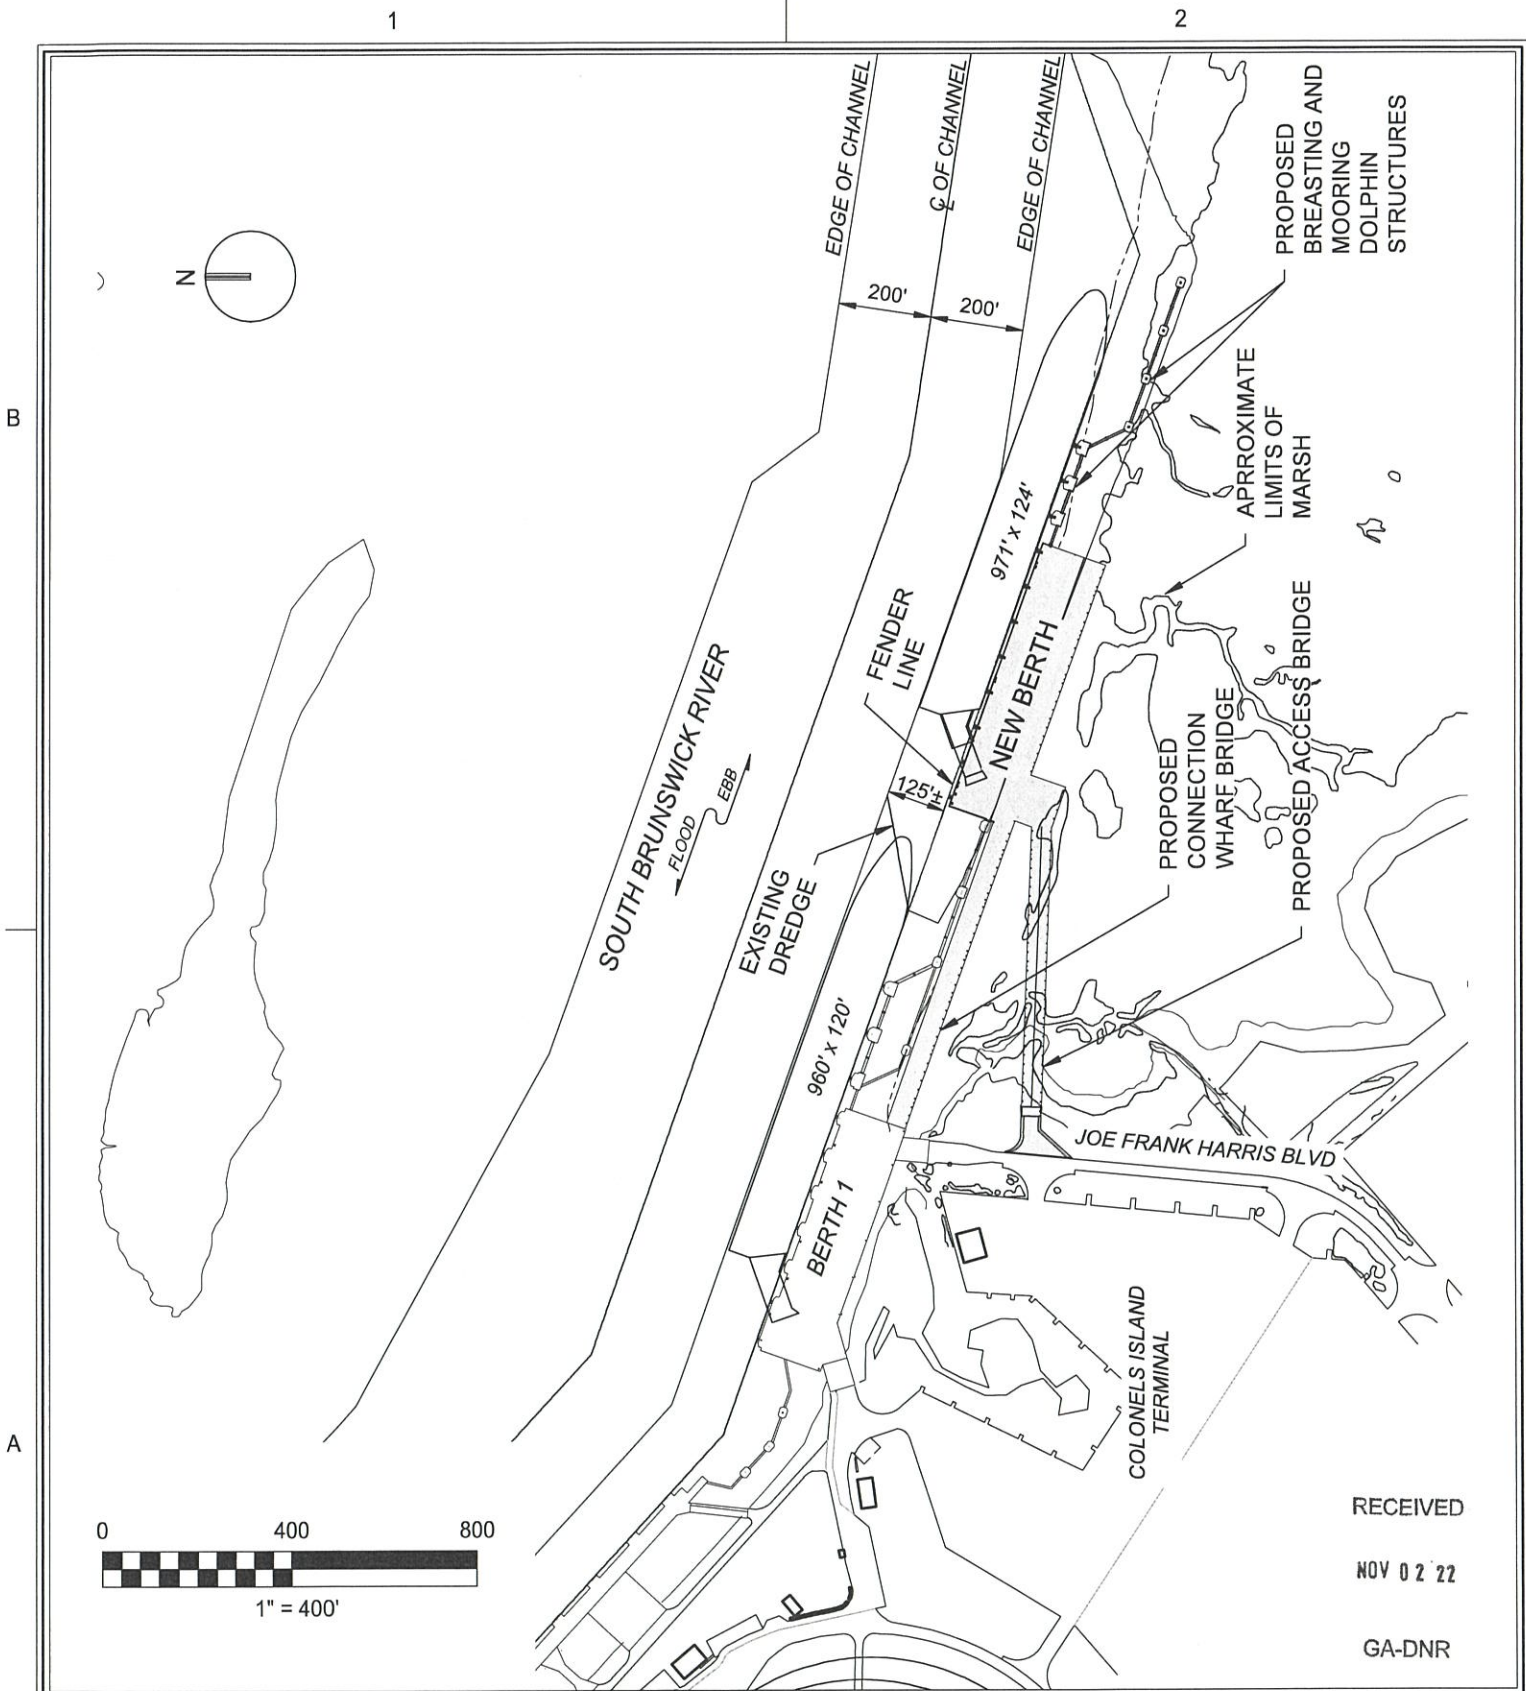 1
2
B
A
N
EDGE OF CHANNEL
℄ OF CHANNEL
EDGE OF CHANNEL
200'
200'
PROPOSED
BREASTING AND
MOORING
DOLPHIN
STRUCTURES
APRROXIMATE
LIMITS OF
MARSH
971' x 124'
FENDER
LINE
NEW BERTH
SOUTH BRUNSWICK RIVER
FLOOD
EBB
125'±
PROPOSED
CONNECTION
WHARF BRIDGE
PROPOSED ACCESS BRIDGE
EXISTING
DREDGE
960' x 120'
JOE FRANK HARRIS BLVD
BERTH 1
COLONELS ISLAND
TERMINAL
0
400
800
1" = 400'
RECEIVED
NOV 02 22
GA-DNR